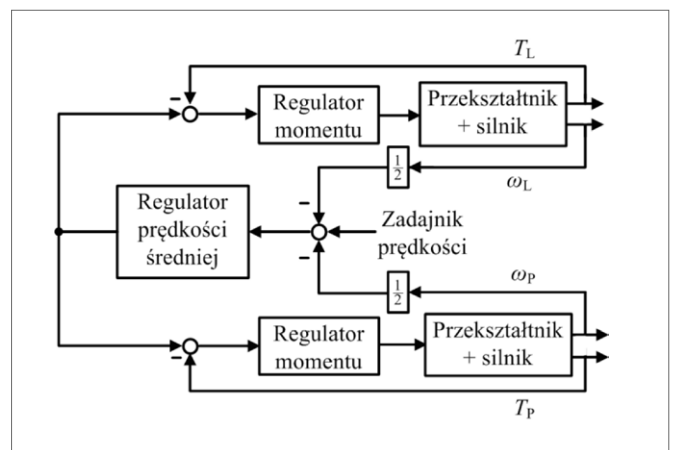 T_L
Regulator
momentu
Przekształtnik
+ silnik
1/2
ω_L
Regulator
prędkości
średniej
Zadajnik
prędkości
1/2
ω_P
Regulator
momentu
Przekształtnik
+ silnik
T_P